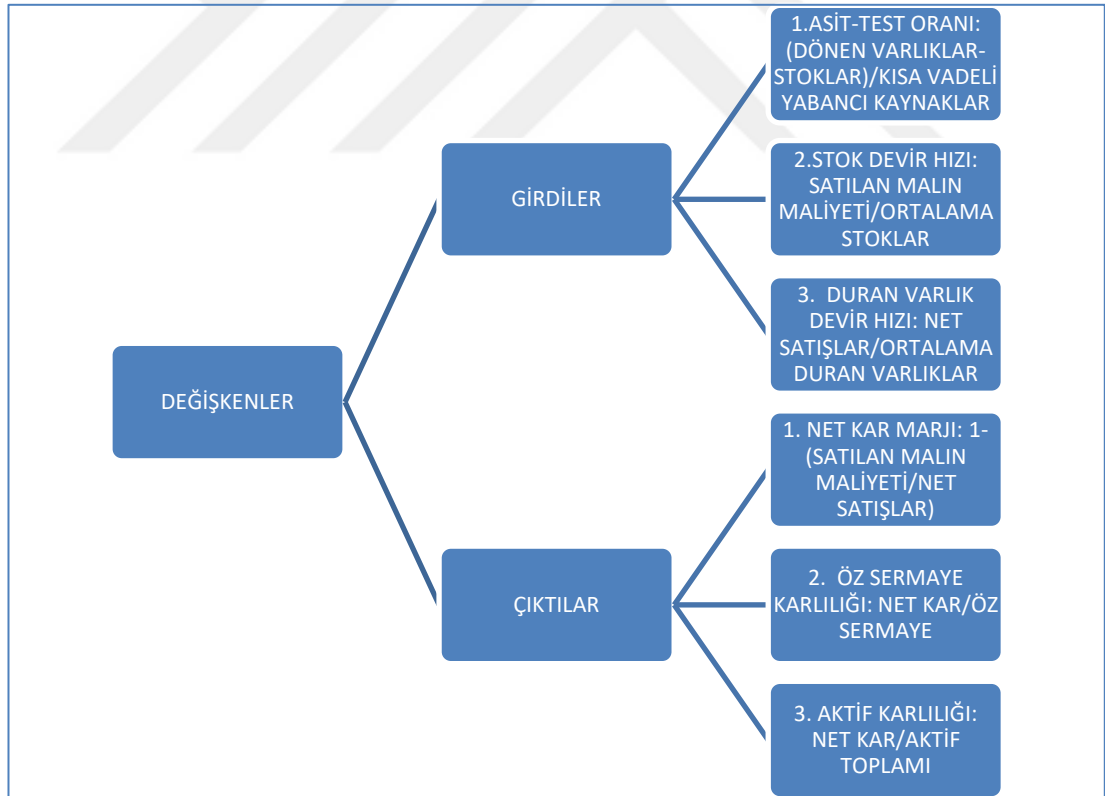 DEĞİŞKENLER
GİRDİLER
1.ASİT-TEST ORANI:
(DÖNEN VARLIKLAR-
STOKLAR)/KISA VADELİ
YABANCI KAYNAKLAR
2.STOK DEVİR HIZI:
SATILAN MALIN
MALİYETİ/ORTALAMA
STOKLAR
3. DURAN VARLIK
DEVİR HIZI: NET
SATIŞLAR/ORTALAMA
DURAN VARLIKLAR
ÇIKTILAR
1. NET KAR MARJI: 1-
(SATILAN MALIN
MALİYETİ/NET
SATIŞLAR)
2. ÖZ SERMAYE
KARLILIĞI: NET KAR/ÖZ
SERMAYE
3. AKTİF KARLILIĞI:
NET KAR/AKTİF
TOPLAMI